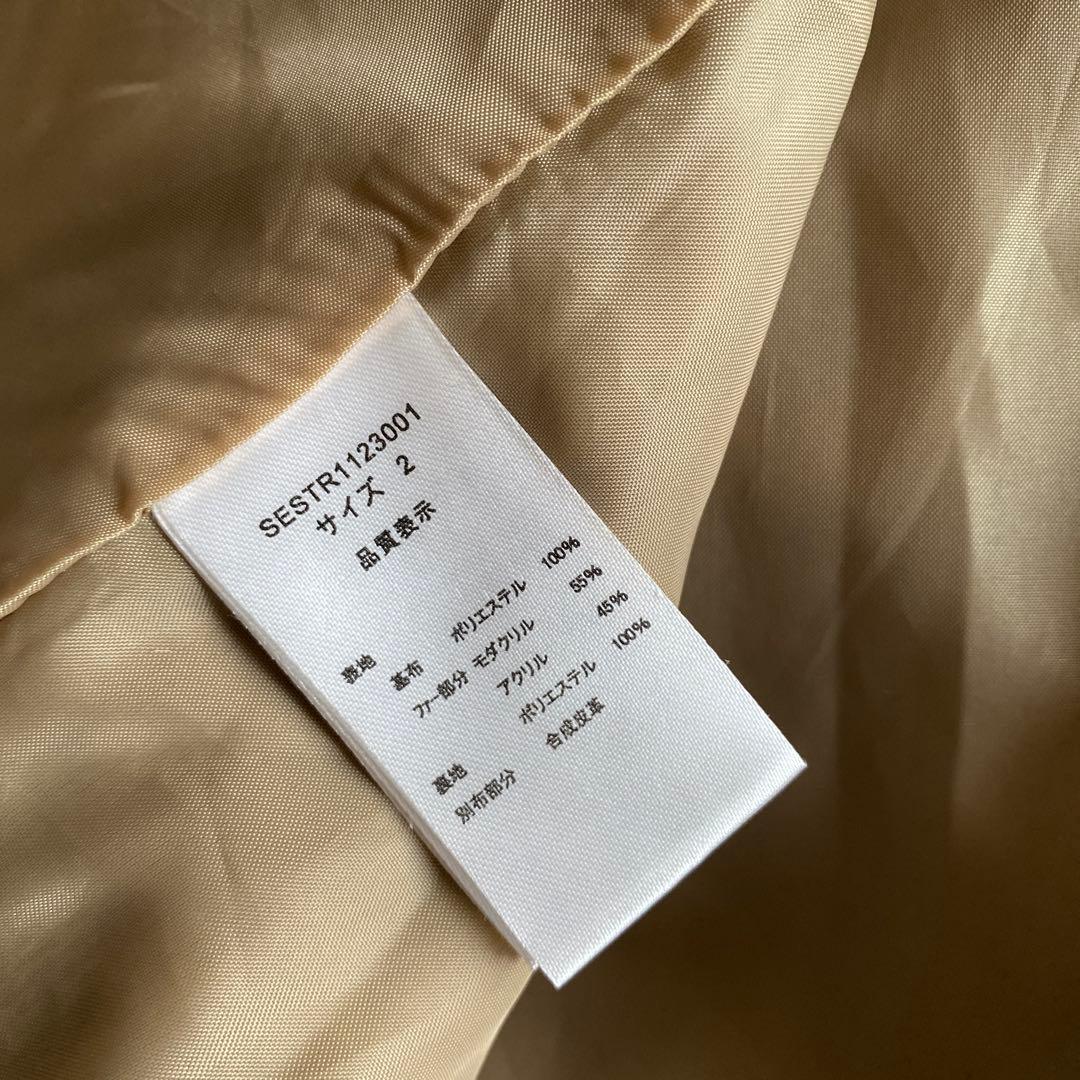 SESTR1123001
サイズ 2
品質表示
表地 基布 ポリエステル 100%
ファー部分 モダクリル 55%
アクリル 45%
裏地 ポリエステル 100%
別布部分 合成皮革